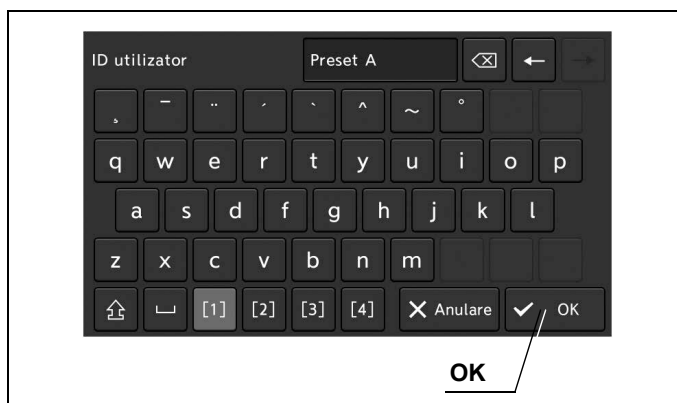 ID utilizator Preset A ⌫ ← →
¸ ¯ ¨ ´ ` ^ ~ °
q w e r t y u i o p
a s d f g h j k l
z x c v b n m
[1] [2] [3] [4] Anulare OK
OK